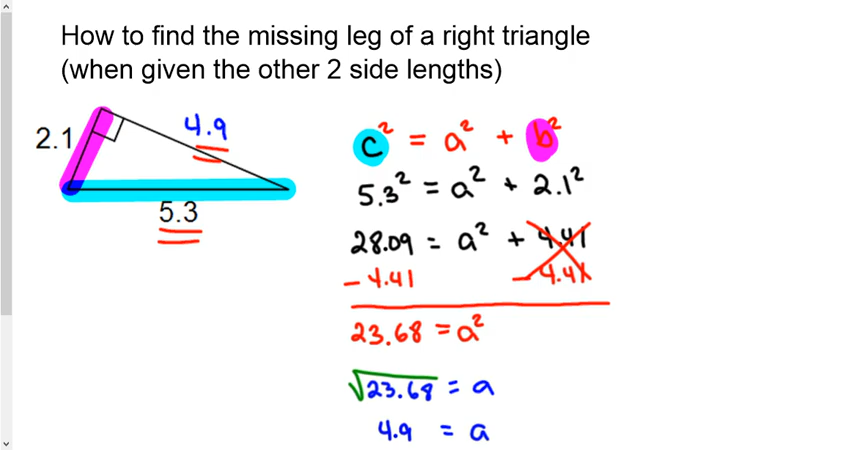 How to find the missing leg of a right triangle
(when given the other 2 side lengths)
2.1
4.9
5.3
c² = a² + b²
5.3² = a² + 2.1²
28.09 = a² + 4.41
- 4.41 - 4.41
23.68 = a²
√23.68 = a
4.9 = a